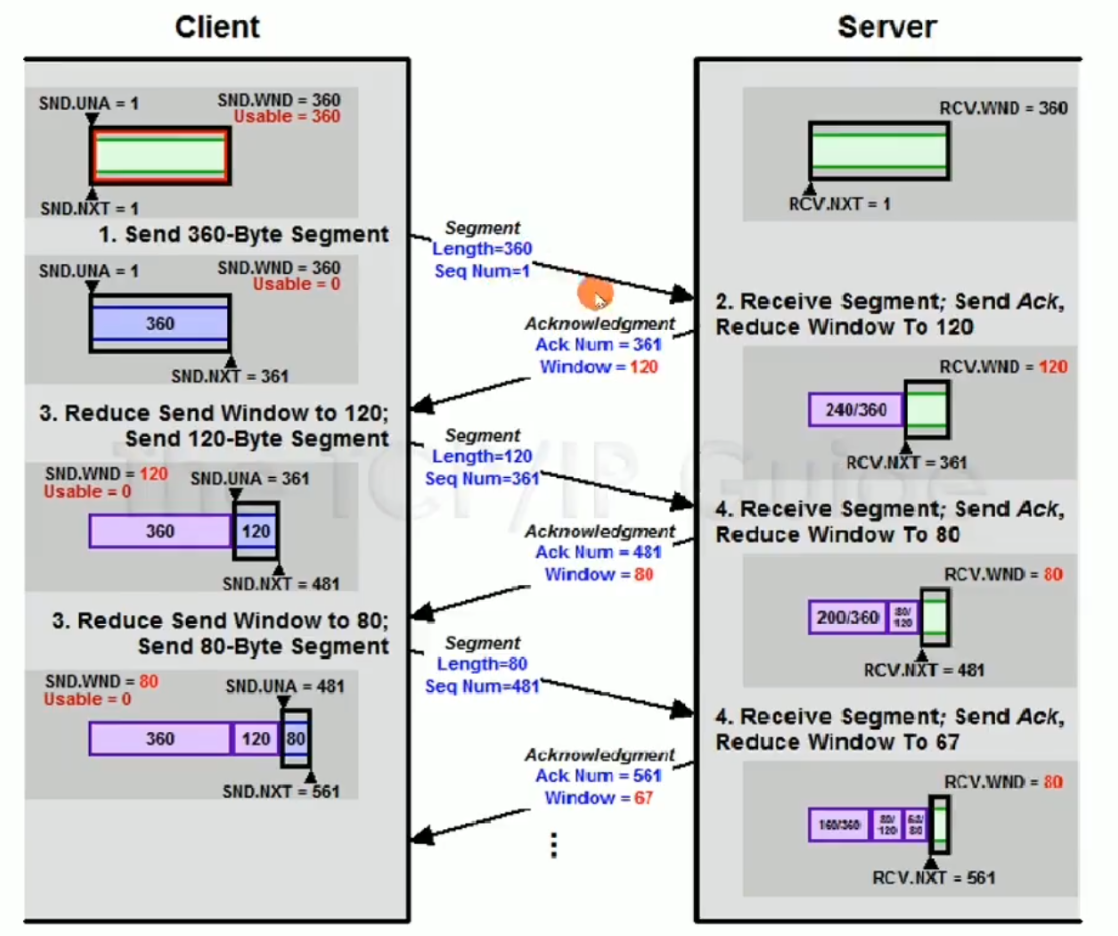 Client
Server
SND.UNA = 1
SND.WND = 360
Usable = 360
SND.NXT = 1
RCV.WND = 360
RCV.NXT = 1
1. Send 360-Byte Segment
Segment
Length=360
Seq Num=1
SND.UNA = 1
SND.WND = 360
Usable = 0
360
SND.NXT = 361
2. Receive Segment; Send Ack,
Reduce Window To 120
Acknowledgment
Ack Num = 361
Window = 120
RCV.WND = 120
240/360
RCV.NXT = 361
3. Reduce Send Window to 120;
Send 120-Byte Segment
Segment
Length=120
Seq Num=361
The TCP/IP Guide
SND.WND = 120
Usable = 0
SND.UNA = 361
360
120
SND.NXT = 481
4. Receive Segment; Send Ack,
Reduce Window To 80
Acknowledgment
Ack Num = 481
Window = 80
RCV.WND = 80
200/360
80/
120
RCV.NXT = 481
3. Reduce Send Window to 80;
Send 80-Byte Segment
Segment
Length=80
Seq Num=481
SND.WND = 80
Usable = 0
SND.UNA = 481
360
120
80
SND.NXT = 561
4. Receive Segment; Send Ack,
Reduce Window To 67
Acknowledgment
Ack Num = 561
Window = 67
RCV.WND = 80
160/360
80/
120
80
RCV.NXT = 561